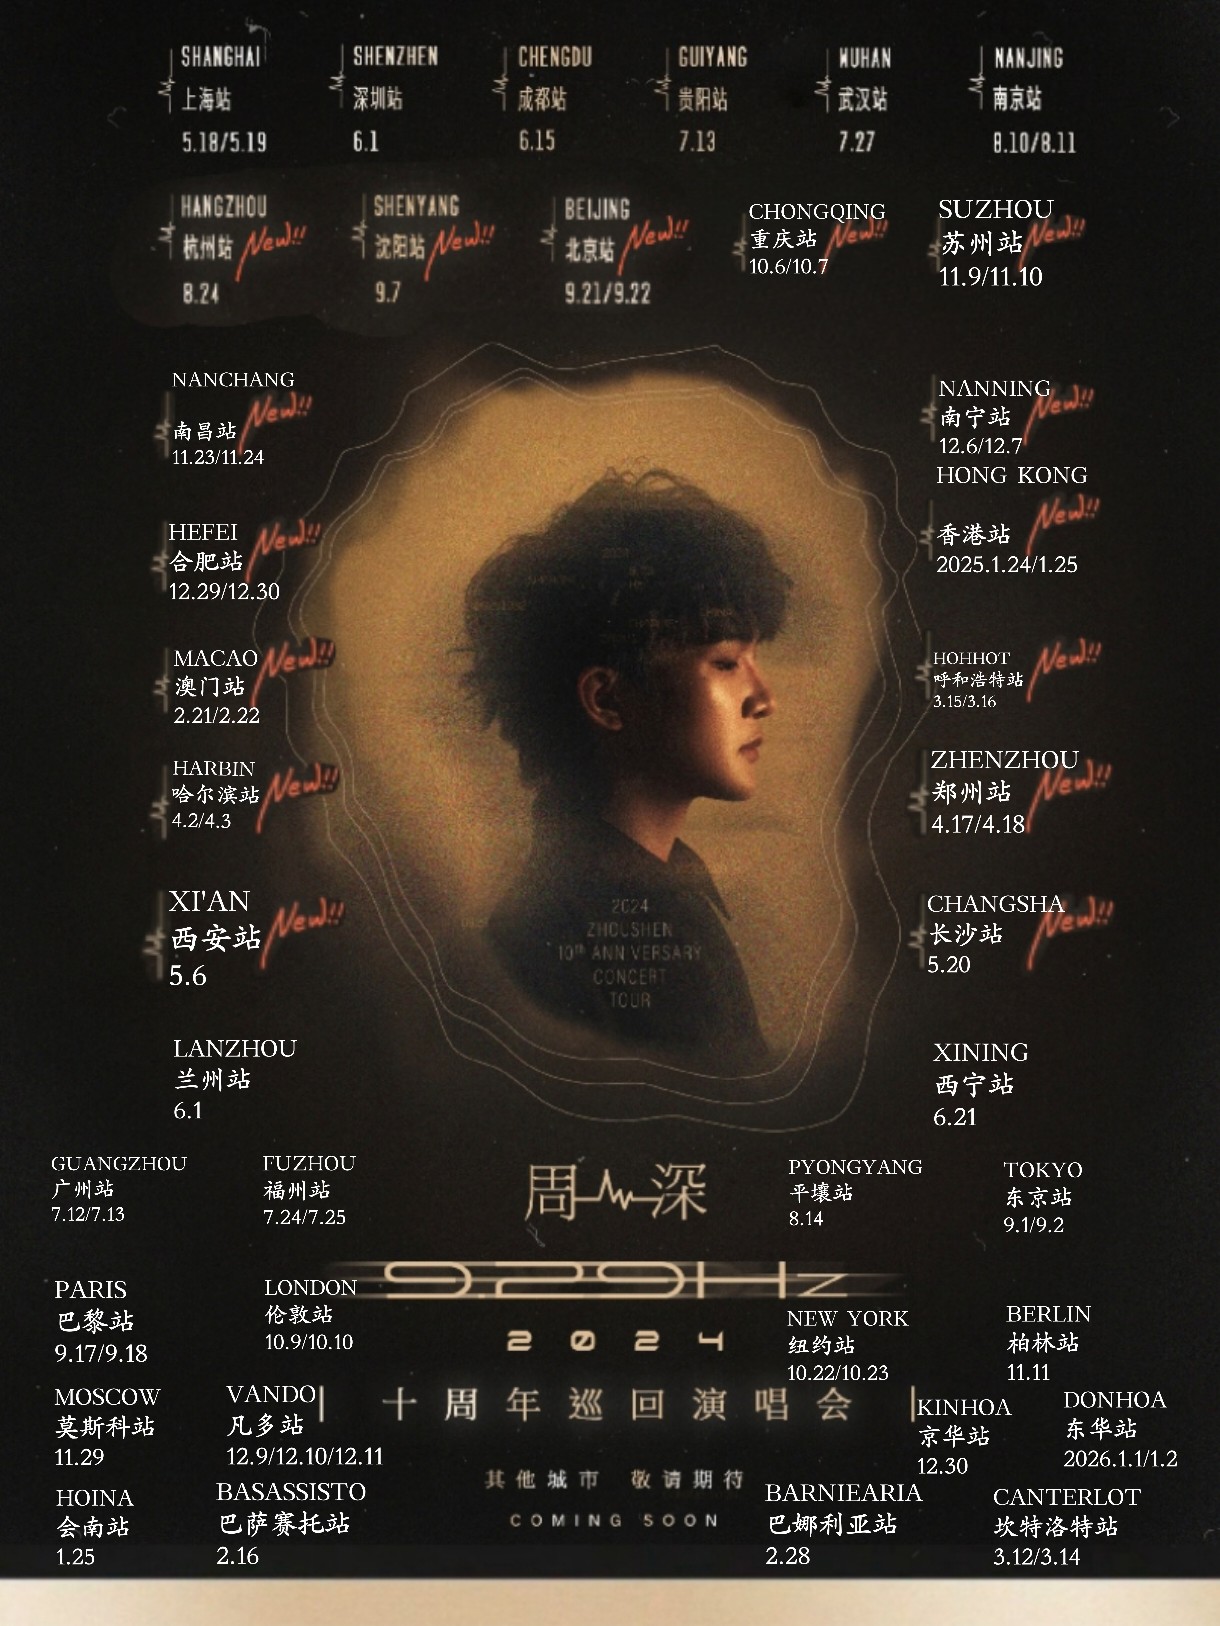 SHANGHAI
上海站
5.18/5.19
SHENZHEN
深圳站
6.1
CHENGDU
成都站
6.15
GUIYANG
贵阳站
7.13
WUHAN
武汉站
7.27
NANJING
南京站
8.10/8.11
HANGZHOU
杭州站 New!!
8.24
SHENYANG
沈阳站 New!!
9.7
BEIJING
北京站 New!!
9.21/9.22
CHONGQING
重庆站 New!!
10.6/10.7
SUZHOU
苏州站 New!!
11.9/11.10
NANCHANG
New!!
南昌站
11.23/11.24
NANNING
南宁站 New!!
12.6/12.7
HEFEI
合肥站 New!!
12.29/12.30
HONG KONG
New!!
香港站
2025.1.24/1.25
MACAO New!!
澳门站
2.21/2.22
HOHHOT New!!
呼和浩特站
3.15/3.16
HARBIN
哈尔滨站 New!!
4.2/4.3
ZHENZHOU
郑州站 New!!
4.17/4.18
XI'AN
西安站 New!!
5.6
CHANGSHA New!!
长沙站
5.20
2024
ZHOUSHEN
10th ANNIVERSARY
CONCERT
TOUR
LANZHOU
兰州站
6.1
XINING
西宁站
6.21
GUANGZHOU
广州站
7.12/7.13
FUZHOU
福州站
7.24/7.25
周深
PYONGYANG
平壤站
8.14
TOKYO
东京站
9.1/9.2
PARIS
巴黎站
9.17/9.18
LONDON
伦敦站
10.9/10.10
9.29Hz
2024
NEW YORK
纽约站
10.22/10.23
BERLIN
柏林站
11.11
MOSCOW
莫斯科站
11.29
VANDO
凡多站
12.9/12.10/12.11
十周年巡回演唱会
KINHOA
京华站
12.30
DONHOA
东华站
2026.1.1/1.2
HOINA
会南站
1.25
BASASSISTO
巴萨赛托站
2.16
其他城市 敬请期待
COMING SOON
BARNIEARIA
巴娜利亚站
2.28
CANTERLOT
坎特洛特站
3.12/3.14